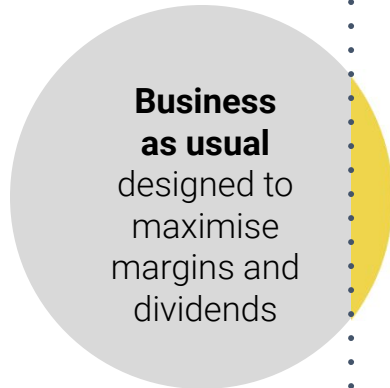 Business
as usual
designed to
maximise
margins and
dividends